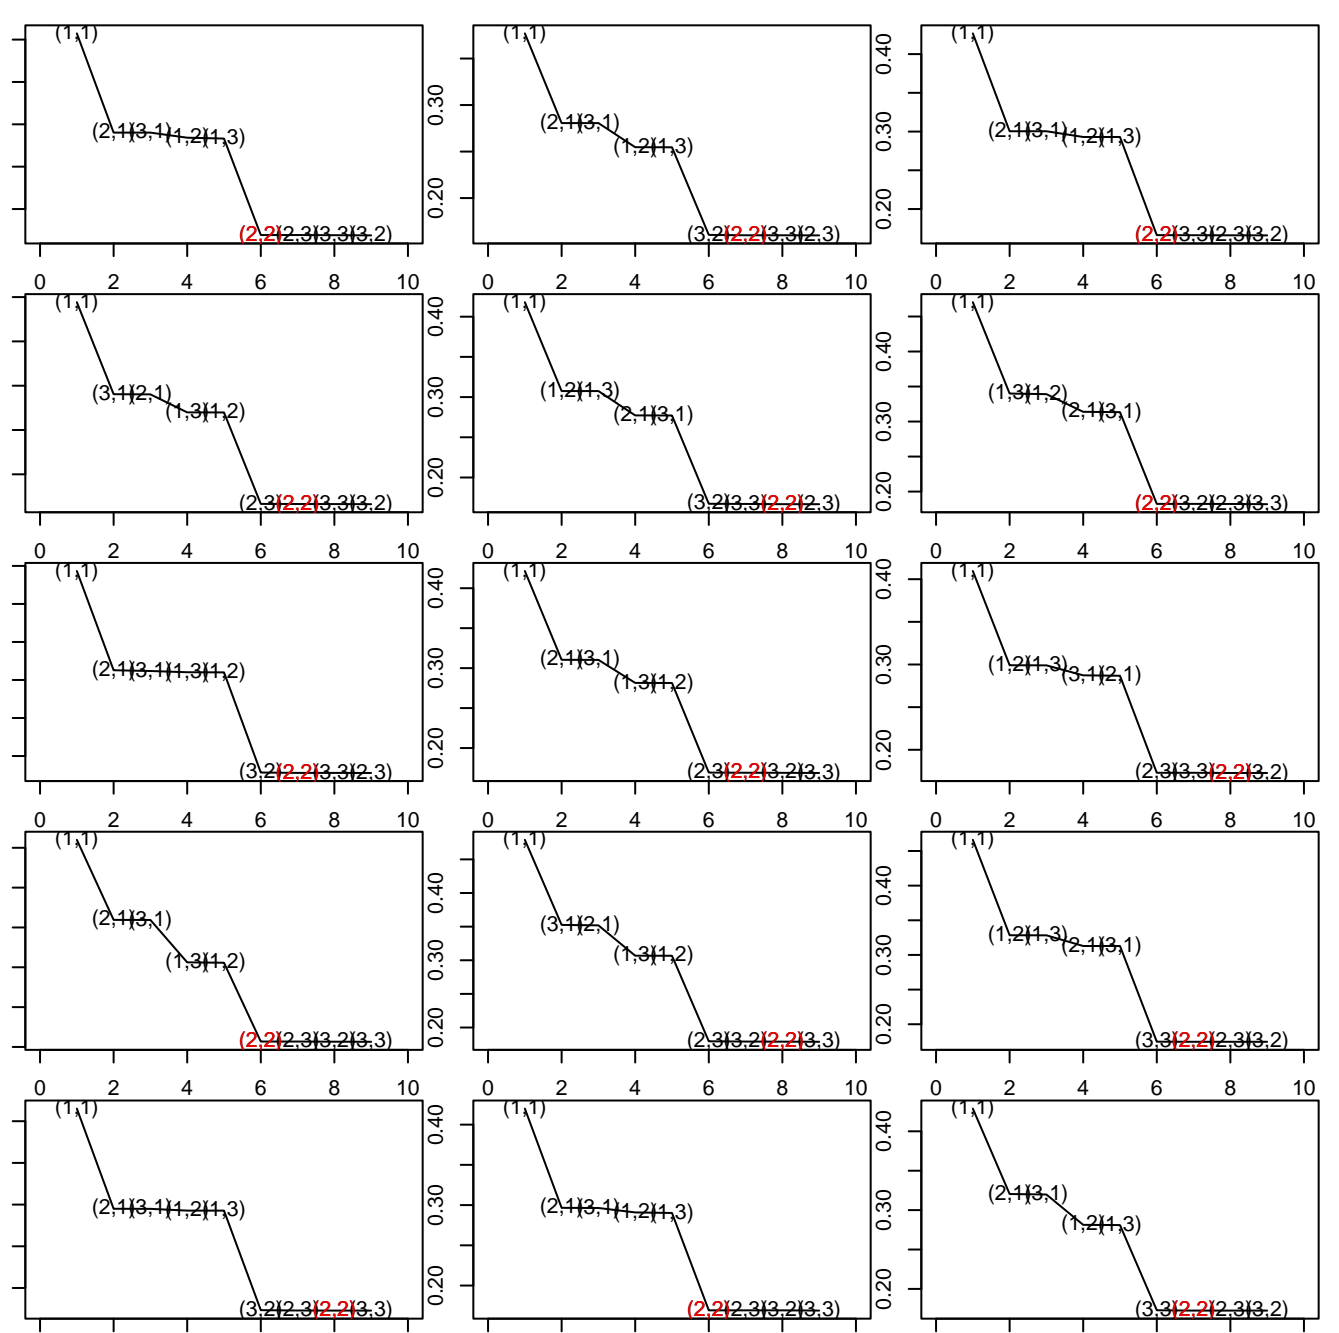 (1,1) (1,1) (1,1)
0.30 0.40
(2,1) (3,1) (1,2) (1,3) (2,1) (3,1) (1,2) (1,3) 0.30 (2,1) (3,1) (1,2) (1,3)
0.20 0.20
(2,2) (2,3) (3,3) (3,2) (3,2) (2,2) (3,3) (2,3) (2,2) (3,3) (2,3) (3,2)
0 2 4 6 8 10 0 2 4 6 8 10 0 2 4 6 8 10
(1,1) (1,1) (1,1)
0.40 0.40
(3,1) (2,1) (1,3) (1,2) 0.30 (1,2) (1,3) (2,1) (3,1) 0.30 (1,3) (1,2) (2,1) (3,1)
0.20 0.20
(2,3) (2,2) (3,3) (3,2) (3,2) (3,3) (2,2) (2,3) (2,2) (3,2) (2,3) (3,3)
0 2 4 6 8 10 0 2 4 6 8 10 0 2 4 6 8 10
(1,1) (1,1) (1,1)
0.40 0.40
(2,1) (3,1) (1,3) (1,2) 0.30 (2,1) (3,1) (1,3) (1,2) 0.30 (1,2) (1,3) (3,1) (2,1)
0.20 0.20
(3,2) (2,2) (3,3) (2,3) (2,3) (2,2) (3,2) (3,3) (2,3) (3,3) (2,2) (3,2)
0 2 4 6 8 10 0 2 4 6 8 10 0 2 4 6 8 10
(1,1) (1,1) (1,1)
0.40 0.40
(2,1) (3,1) (1,3) (1,2) 0.30 (3,1) (2,1) (1,3) (1,2) 0.30 (1,2) (1,3) (2,1) (3,1)
0.20 0.20
(2,2) (2,3) (3,2) (3,3) (2,3) (3,2) (2,2) (3,3) (3,3) (2,2) (2,3) (3,2)
0 2 4 6 8 10 0 2 4 6 8 10 0 2 4 6 8 10
(1,1) (1,1) (1,1)
0.40 0.40
(2,1) (3,1) (1,2) (1,3) 0.30 (2,1) (3,1) (1,2) (1,3) 0.30 (2,1) (3,1) (1,2) (1,3)
0.20 0.20
(3,2) (2,3) (2,2) (3,3) (2,2) (2,3) (3,2) (3,3) (3,3) (2,2) (2,3) (3,2)